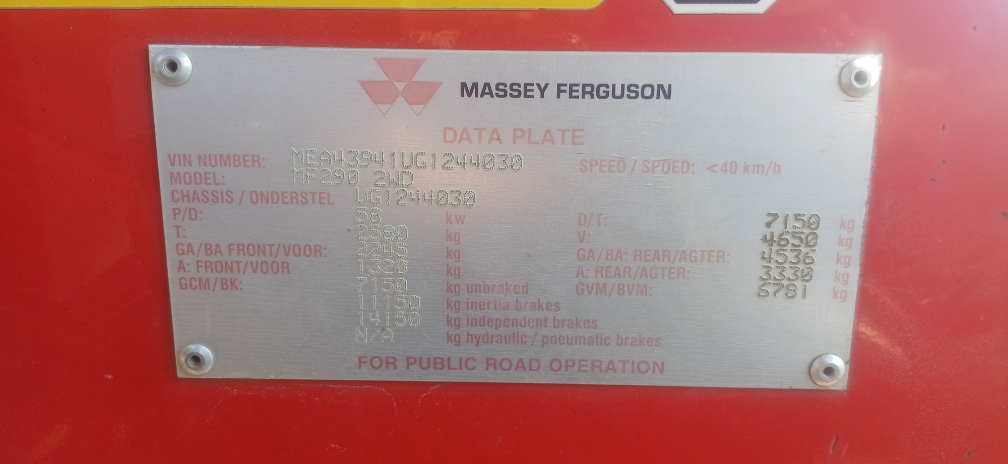 MASSEY FERGUSON
DATA PLATE
VIN NUMBER: MEA43941UG1244030 SPEED / SPOED: <40 km/h
MODEL: MF290 2WD
CHASSIS / ONDERSTEL UG1244030
P/D: 58 kw D/T: 7150 kg
T: kg V: 4650 kg
GA/BA FRONT/VOOR: 2245 kg GA/BA: REAR/AGTER: 4536 kg
A: FRONT/VOOR 1320 kg A: REAR/AGTER: 3330 kg
GCM/BK: 7150 kg unbraked GVM/BVM: 6781 kg
11150 kg inertia brakes
14150 kg independent brakes
N/A kg hydraulic / pneumatic brakes
FOR PUBLIC ROAD OPERATION